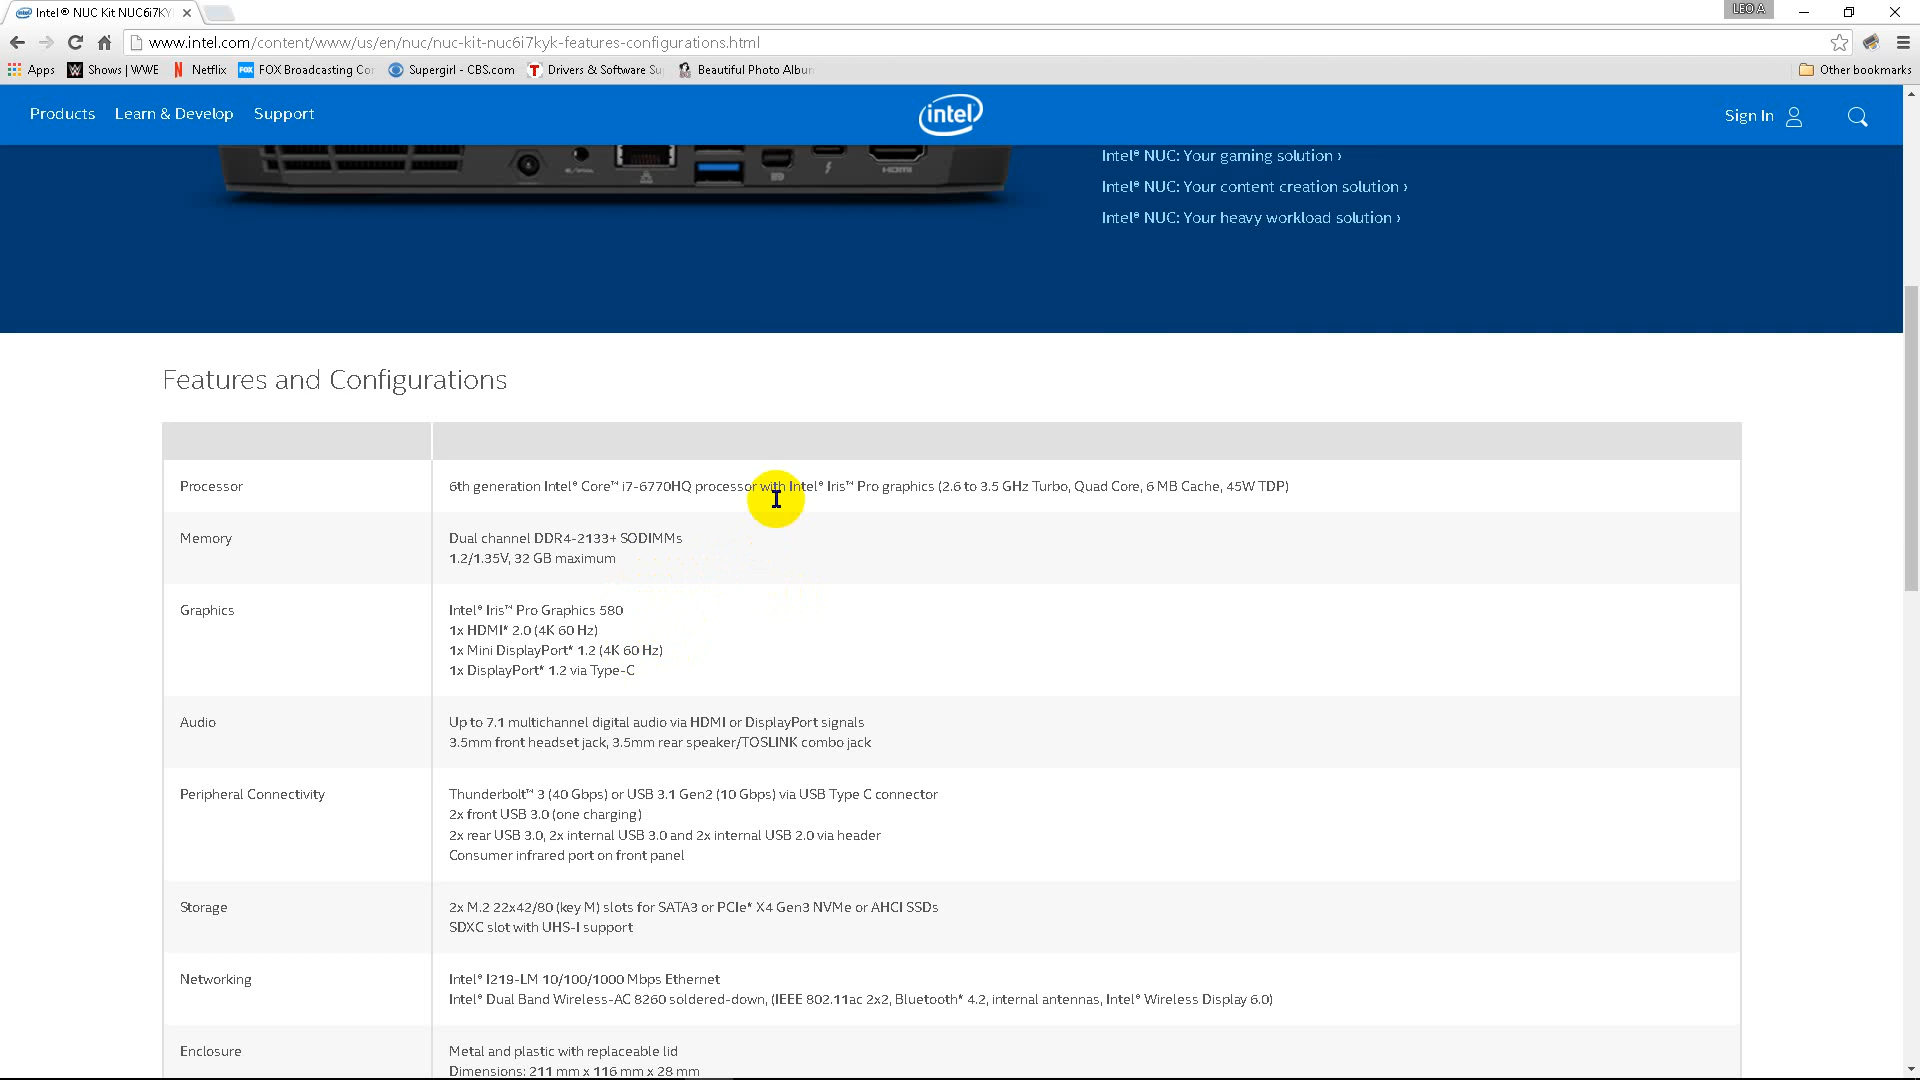 Intel® NUC Kit NUC6i7KY
LEO A
www.intel.com/content/www/us/en/nuc/nuc-kit-nuc6i7kyk-features-configurations.html
Apps Shows | WWE Netflix FOX Broadcasting Co Supergirl - CBS.com Drivers & Software Su Beautiful Photo Albu Other bookmarks
Products Learn & Develop Support intel Sign In
HDMI
Intel® NUC: Your gaming solution ›
Intel® NUC: Your content creation solution ›
Intel® NUC: Your heavy workload solution ›
Features and Configurations
Processor 6th generation Intel® Core™ i7-6770HQ processor with Intel® Iris™ Pro graphics (2.6 to 3.5 GHz Turbo, Quad Core, 6 MB Cache, 45W TDP)
Memory Dual channel DDR4-2133+ SODIMMs
1.2/1.35V, 32 GB maximum
Graphics Intel® Iris™ Pro Graphics 580
1x HDMI* 2.0 (4K 60 Hz)
1x Mini DisplayPort* 1.2 (4K 60 Hz)
1x DisplayPort* 1.2 via Type-C
Audio Up to 7.1 multichannel digital audio via HDMI or DisplayPort signals
3.5mm front headset jack, 3.5mm rear speaker/TOSLINK combo jack
Peripheral Connectivity Thunderbolt™ 3 (40 Gbps) or USB 3.1 Gen2 (10 Gbps) via USB Type C connector
2x front USB 3.0 (one charging)
2x rear USB 3.0, 2x internal USB 3.0 and 2x internal USB 2.0 via header
Consumer infrared port on front panel
Storage 2x M.2 22x42/80 (key M) slots for SATA3 or PCIe* X4 Gen3 NVMe or AHCI SSDs
SDXC slot with UHS-I support
Networking Intel® I219-LM 10/100/1000 Mbps Ethernet
Intel® Dual Band Wireless-AC 8260 soldered-down, (IEEE 802.11ac 2x2, Bluetooth* 4.2, internal antennas, Intel® Wireless Display 6.0)
Enclosure Metal and plastic with replaceable lid
Dimensions: 211 mm x 116 mm x 28 mm